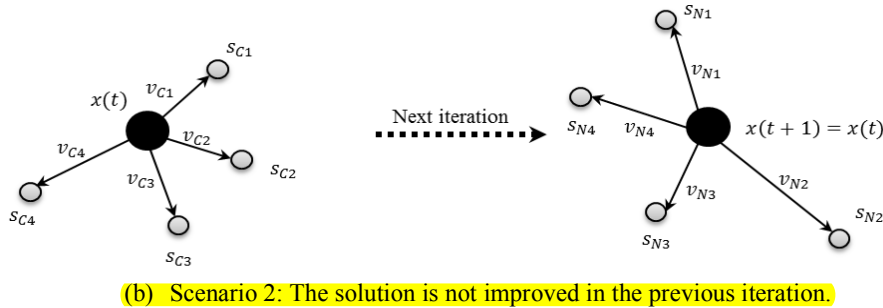 s_{C1}
v_{C1}
x(t)
v_{C2}
v_{C4}
v_{C3}
s_{C2}
s_{C4}
s_{C3}
Next iteration
s_{N1}
v_{N1}
s_{N4}
v_{N4}
x(t + 1) = x(t)
v_{N2}
v_{N3}
s_{N2}
s_{N3}
(b) Scenario 2: The solution is not improved in the previous iteration.